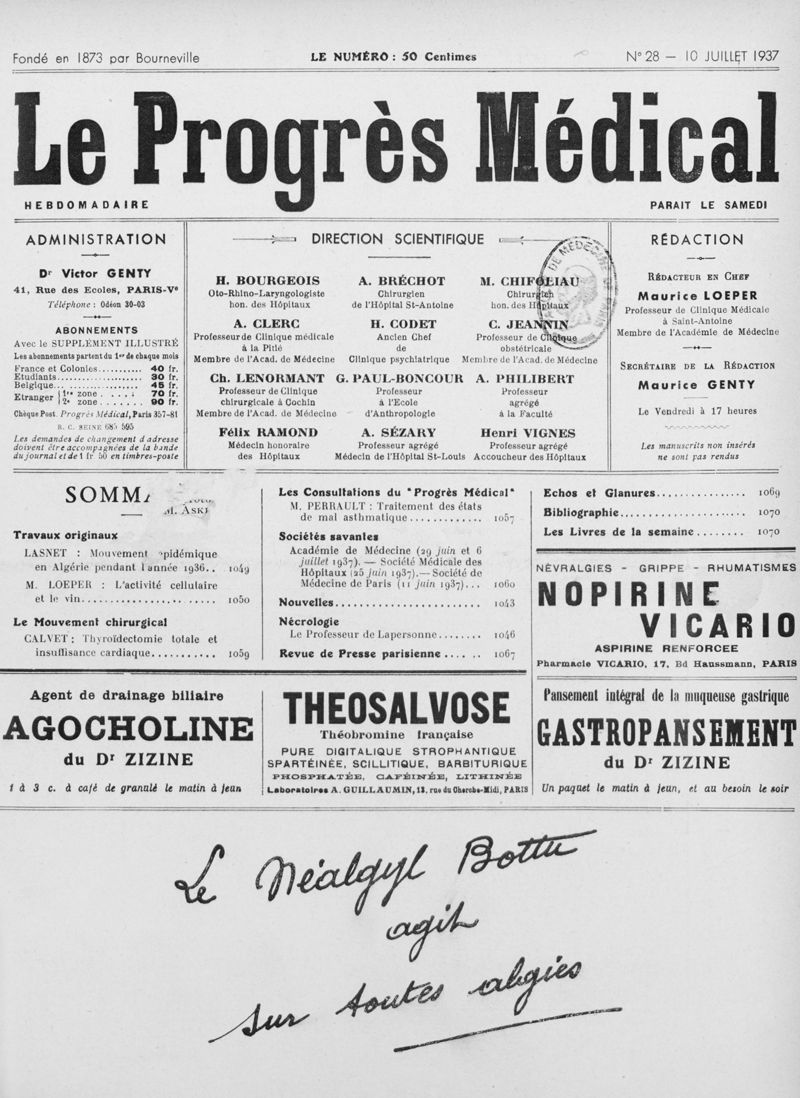 Fondé en 1873 par Bourneville
LE NUMÉRO : 50 Centimes
N° 28 — 10 JUILLET 1937
Le Progrès Médical
HEBDOMADAIRE
PARAIT LE SAMEDI
ADMINISTRATION
Dr Victor GENTY
41, Rue des Ecoles, PARIS-Ve
Téléphone : Odéon 30-03
ABONNEMENTS
Avec le SUPPLÉMENT ILLUSTRÉ
Les abonnements partent du 1er de chaque mois
France et Colonies........... 40 fr.
Etudiants.................... 30 fr.
Belgique..................... 45 fr.
Etranger 1re zone .... 70 fr.
2e zone ....... 90 fr.
Chèque Post. Progrès Médical, Paris 357-81
R. C. SEINE 685 595
Les demandes de changement d'adresse
doivent être accompagnées de la bande
du journal et de 1 fr 50 en timbres-poste
DIRECTION SCIENTIFIQUE
H. BOURGEOIS
Oto-Rhino-Laryngologiste
hon. des Hôpitaux
A. BRÉCHOT
Chirurgien
de l'Hôpital St-Antoine
M. CHIFOLIAU
Chirurgien
hon. des Hôpitaux
A. CLERC
Professeur de Clinique médicale
à la Pitié
Membre de l'Acad. de Médecine
H. CODET
Ancien Chef
de
Clinique psychiatrique
C. JEANNIN
Professeur de Clinique
obstétricale
Membre de l'Acad. de Médecine
Ch. LENORMANT
Professeur de Clinique
chirurgicale à Cochin
Membre de l'Acad. de Médecine
G. PAUL-BONCOUR
Professeur
à l'Ecole
d'Anthropologie
A. PHILIBERT
Professeur
agrégé
à la Faculté
Félix RAMOND
Médecin honoraire
des Hôpitaux
A. SÉZARY
Professeur agrégé
Médecin de l'Hôpital St-Louis
Henri VIGNES
Professeur agrégé
Accoucheur des Hôpitaux
DE MÉDECINE
RÉDACTION
RÉDACTEUR EN CHEF
Maurice LOEPER
Professeur de Clinique Médicale
à Saint-Antoine
Membre de l'Académie de Médecine
SECRÉTAIRE DE LA RÉDACTION
Maurice GENTY
Le Vendredi à 17 heures
Les manuscrits non insérés
ne sont pas rendus
SOMMA
M. ASKI
Travaux originaux
LASNET : Mouvement épidémique
en Algérie pendant l'année 1936.. 1049
M. LOEPER : L'activité cellulaire
et le vin..................... 1050
Le Mouvement chirurgical
CALVET : Thyroïdectomie totale et
insuffisance cardiaque........... 1059
Les Consultations du "Progrès Médical"
M. PERRAULT : Traitement des états
de mal asthmatique ............. 1057
Sociétés savantes
Académie de Médecine (29 juin et 6
juillet 1937). — Société Médicale des
Hôpitaux (25 juin 1937). — Société de
Médecine de Paris (11 juin 1937)... 1060
Nouvelles........................ 1043
Nécrologie
Le Professeur de Lapersonne........ 1046
Revue de Presse parisienne ...... 1067
Echos et Glanures............... 1069
Bibliographie................... 1070
Les Livres de la semaine........ 1070
NÉVRALGIES - GRIPPE - RHUMATISMES
NOPIRINE
VICARIO
ASPIRINE RENFORCEE
Pharmacie VICARIO, 17, Bd Haussmann, PARIS
Agent de drainage biliaire
AGOCHOLINE
du Dr ZIZINE
1 à 3 c. à café de granulé le matin à jeun
THEOSALVOSE
Théobromine française
PURE DIGITALIQUE STROPHANTIQUE
SPARTÉINÉE, SCILLITIQUE, BARBITURIQUE
PHOSPHATÉE, CAFÉINÉE, LITHINÉE
Laboratoires A. GUILLAUMIN, 13, rue du Cherche-Midi, PARIS
Pansement intégral de la muqueuse gastrique
GASTROPANSEMENT
du Dr ZIZINE
Un paquet le matin à jeun, et au besoin le soir
Le Néalgyl Bottu
agit
sur toutes algies